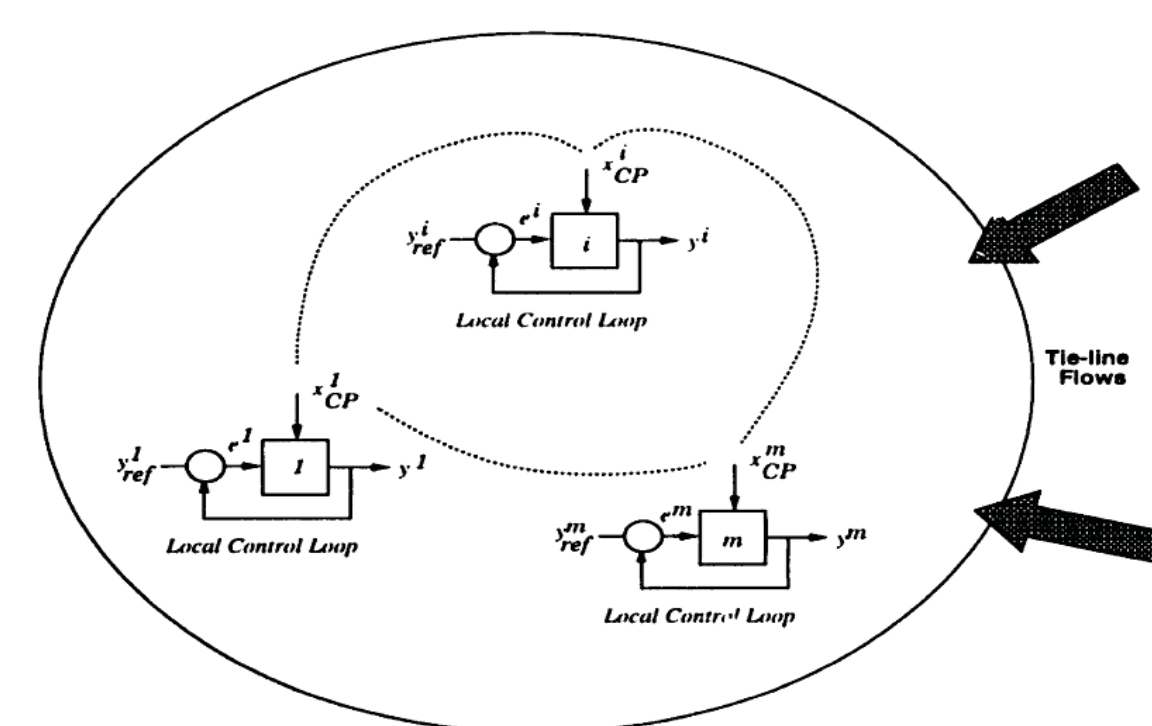 x^i_CP
y^i_ref e^i i y^i
Local Control Loop
Tie-line
Flows
x^1_CP
y^1_ref e^1 1 y^1
Local Control Loop
x^m_CP
y^m_ref e^m m y^m
Local Control Loop